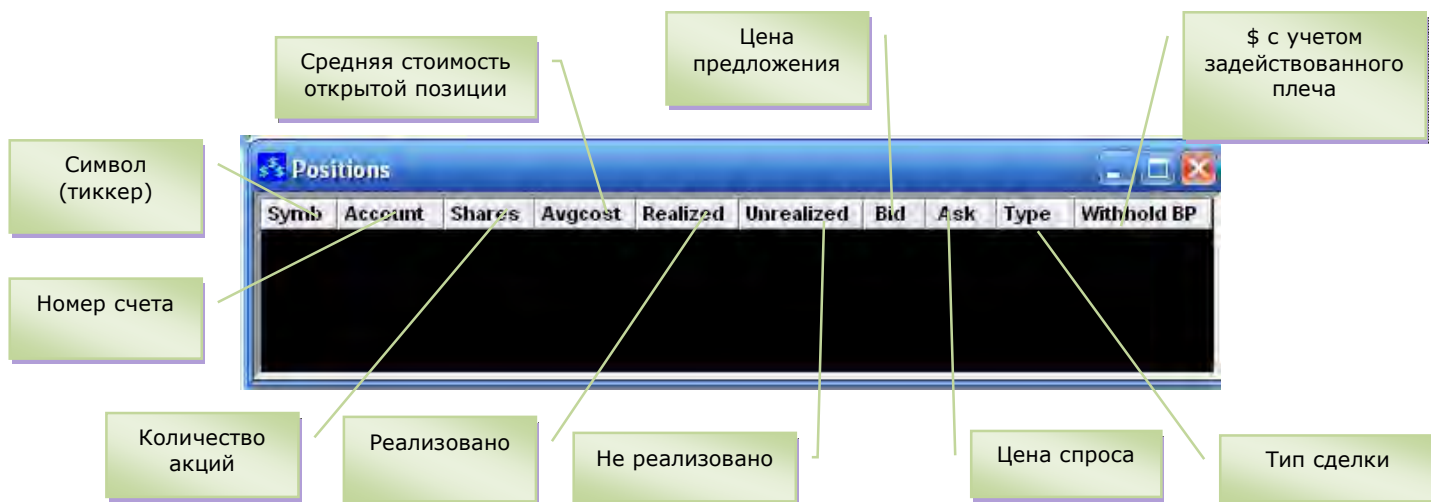 Цена
предложения
$ с учетом
задействованного
плеча
Средняя стоимость
открытой позиции
Символ
(тиккер)
Positions
Symb Account Shares Avgcost Realized Unrealized Bid Ask Type Withhold BP
Номер счета
Количество
акций
Реализовано
Не реализовано
Цена спроса
Тип сделки